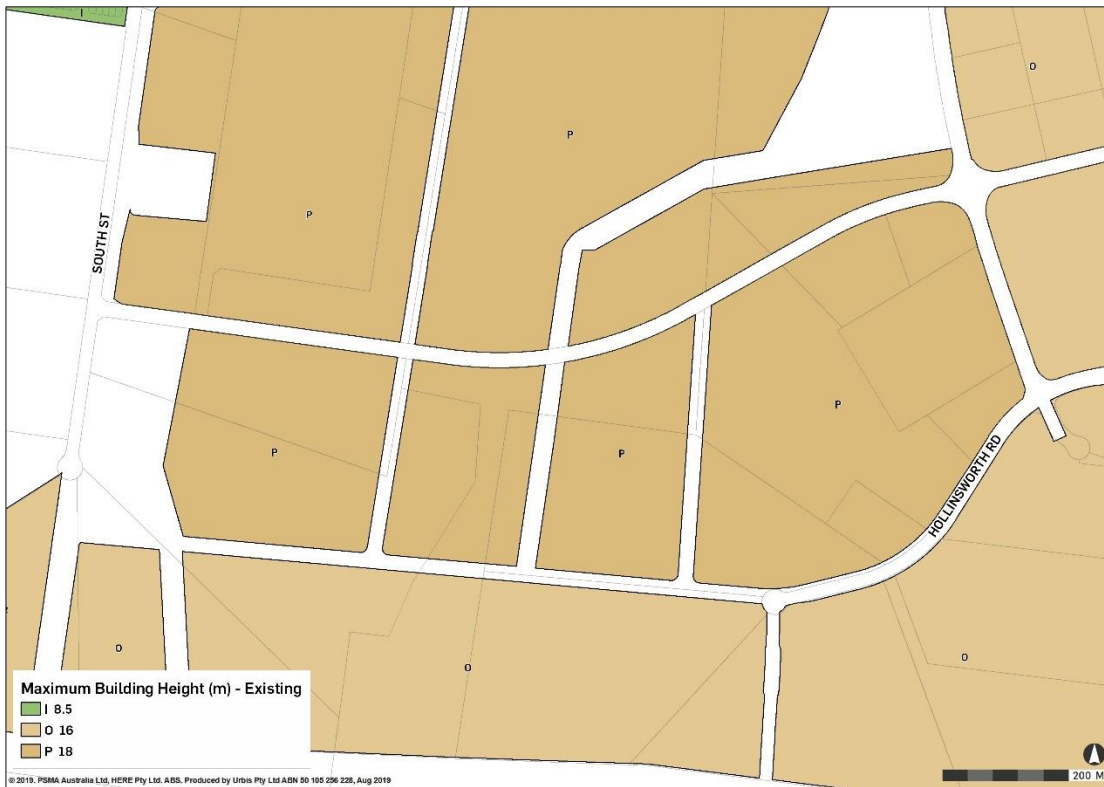 I
O
P
P
SOUTH ST
P
P
P
HOLLINSWORTH RD
O
O
O
Maximum Building Height (m) - Existing
I 8.5
O 16
P 18
200 M
© 2019. PSMA Australia Ltd, HERE Pty Ltd. ABS. Produced by Urbis Pty Ltd ABN 50 105 256 228, Aug 2019